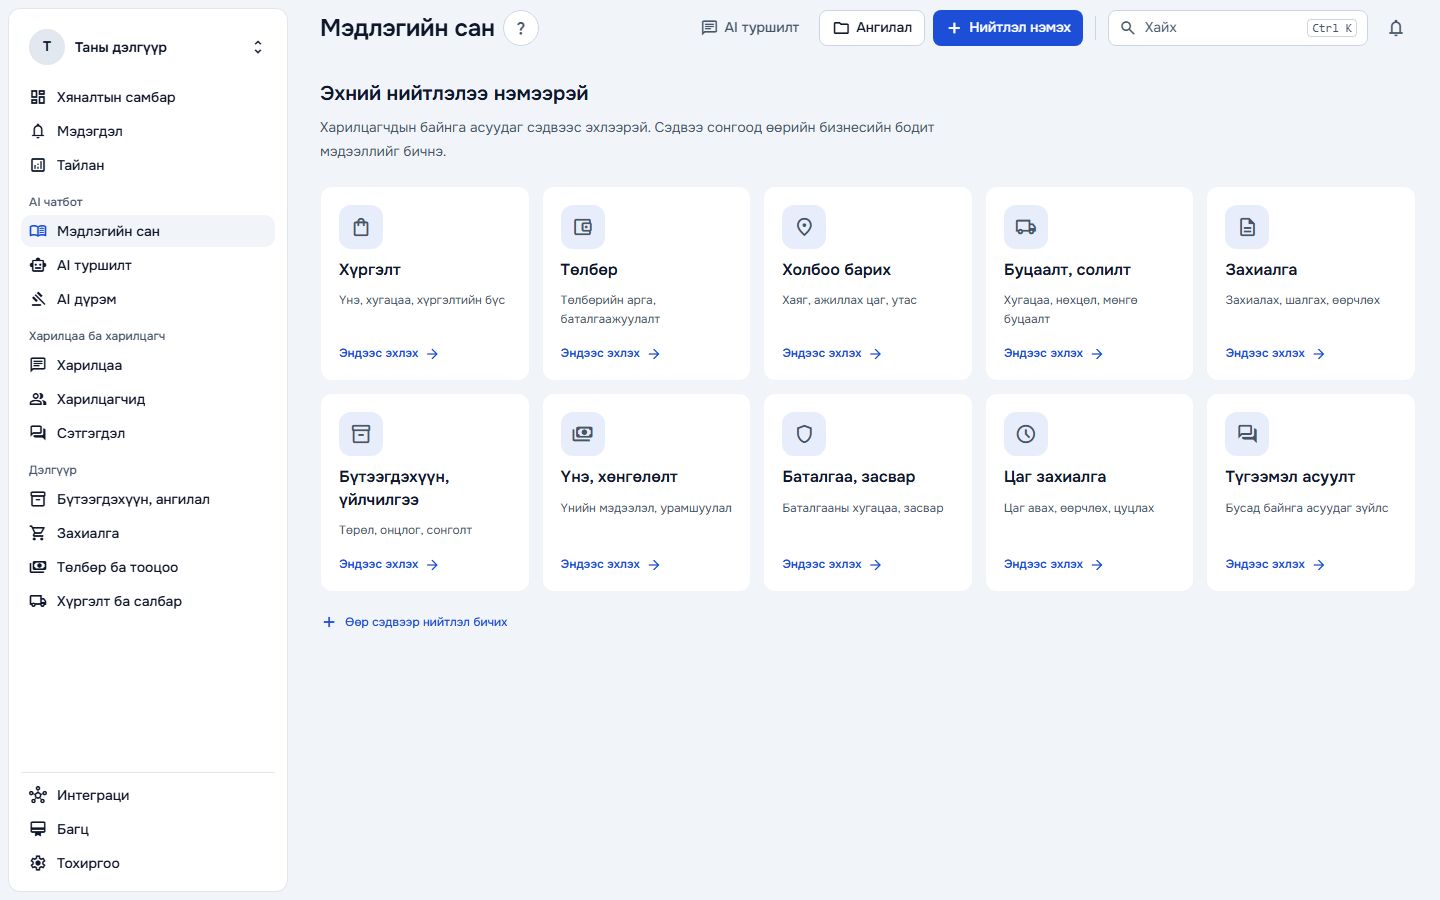 Т
Таны дэлгүүр
Хяналтын самбар
Мэдэгдэл
Тайлан
AI чатбот
Мэдлэгийн сан
AI туршилт
AI дүрэм
Харилцаа ба харилцагч
Харилцаа
Харилцагчид
Сэтгэгдэл
Дэлгүүр
Бүтээгдэхүүн, ангилал
Захиалга
Төлбөр ба тооцоо
Хүргэлт ба салбар
Интеграци
Багц
Тохиргоо
Мэдлэгийн сан ?
AI туршилт
Ангилал
+ Нийтлэл нэмэх
Хайх
Ctrl K
Эхний нийтлэлээ нэмээрэй
Харилцагчдын байнга асуудаг сэдвээс эхлээрэй. Сэдвээ сонгоод өөрийн бизнесийн бодит
мэдээллийг бичнэ.
Хүргэлт
Үнэ, хугацаа, хүргэлтийн бүс
Эндээс эхлэх →
Төлбөр
Төлбөрийн арга,
баталгаажуулалт
Эндээс эхлэх →
Холбоо барих
Хаяг, ажиллах цаг, утас
Эндээс эхлэх →
Буцаалт, солилт
Хугацаа, нөхцөл, мөнгө
буцаалт
Эндээс эхлэх →
Захиалга
Захиалах, шалгах, өөрчлөх
Эндээс эхлэх →
Бүтээгдэхүүн,
үйлчилгээ
Төрөл, онцлог, сонголт
Эндээс эхлэх →
Үнэ, хөнгөлөлт
Үнийн мэдээлэл, урамшуулал
Эндээс эхлэх →
Баталгаа, засвар
Баталгааны хугацаа, засвар
Эндээс эхлэх →
Цаг захиалга
Цаг авах, өөрчлөх, цуцлах
Эндээс эхлэх →
Түгээмэл асуулт
Бусад байнга асуудаг зүйлс
Эндээс эхлэх →
+ Өөр сэдвээр нийтлэл бичих